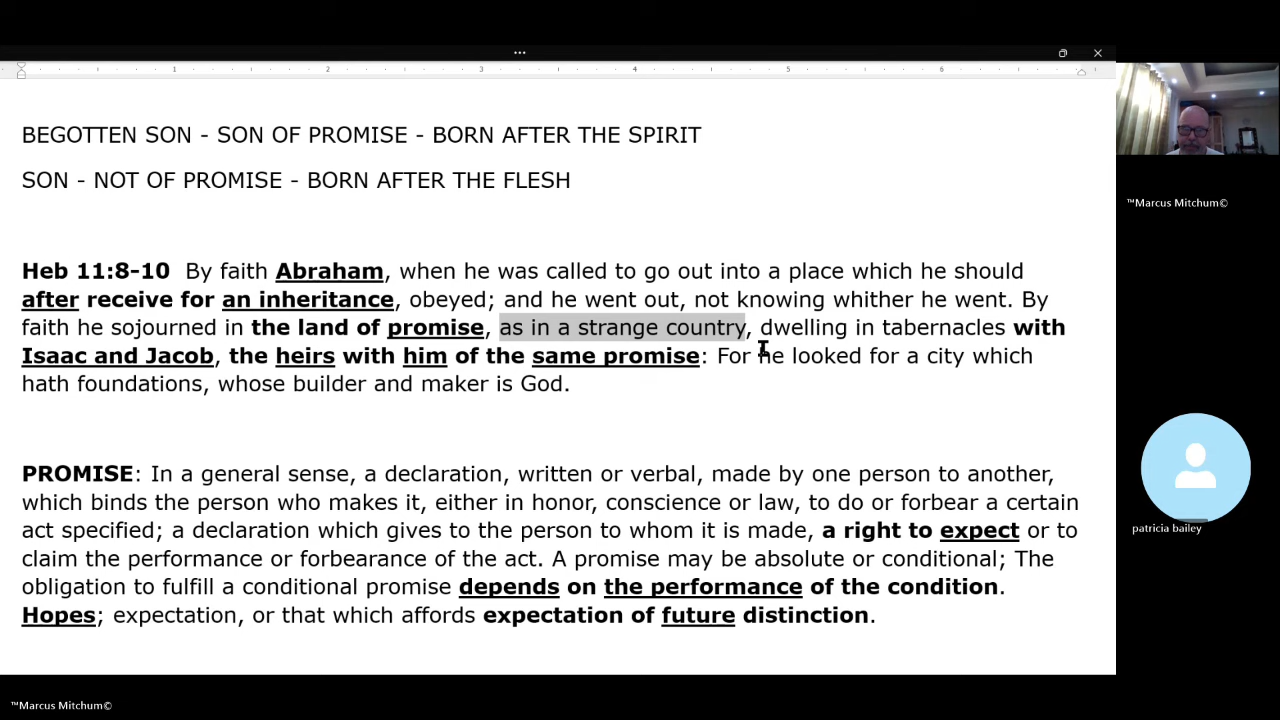 BEGOTTEN SON - SON OF PROMISE - BORN AFTER THE SPIRIT
SON - NOT OF PROMISE - BORN AFTER THE FLESH
Heb 11:8-10 By faith Abraham, when he was called to go out into a place which he should
after receive for an inheritance, obeyed; and he went out, not knowing whither he went. By
faith he sojourned in the land of promise, as in a strange country, dwelling in tabernacles with
Isaac and Jacob, the heirs with him of the same promise: For he looked for a city which
hath foundations, whose builder and maker is God.
PROMISE: In a general sense, a declaration, written or verbal, made by one person to another,
which binds the person who makes it, either in honor, conscience or law, to do or forbear a certain
act specified; a declaration which gives to the person to whom it is made, a right to expect or to
claim the performance or forbearance of the act. A promise may be absolute or conditional; The
obligation to fulfill a conditional promise depends on the performance of the condition.
Hopes; expectation, or that which affords expectation of future distinction.
1 2 3 4 5 6
™Marcus Mitchum©
patricia bailey
™Marcus Mitchum©